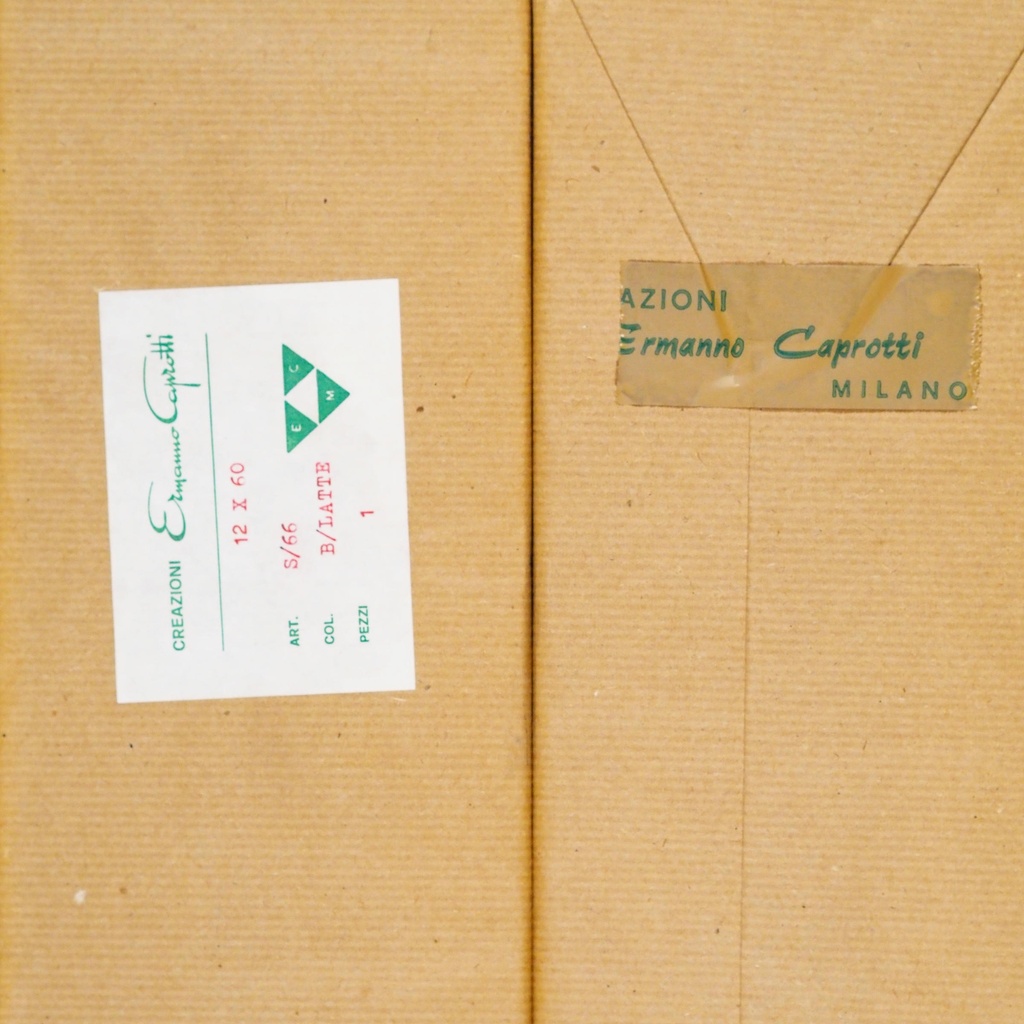 CREAZIONI Ermanno Caprotti
12 X 60
ART. S/66
COL. B/LATTE
PEZZI 1
E
C
M
AZIONI
Ermanno Caprotti
MILANO